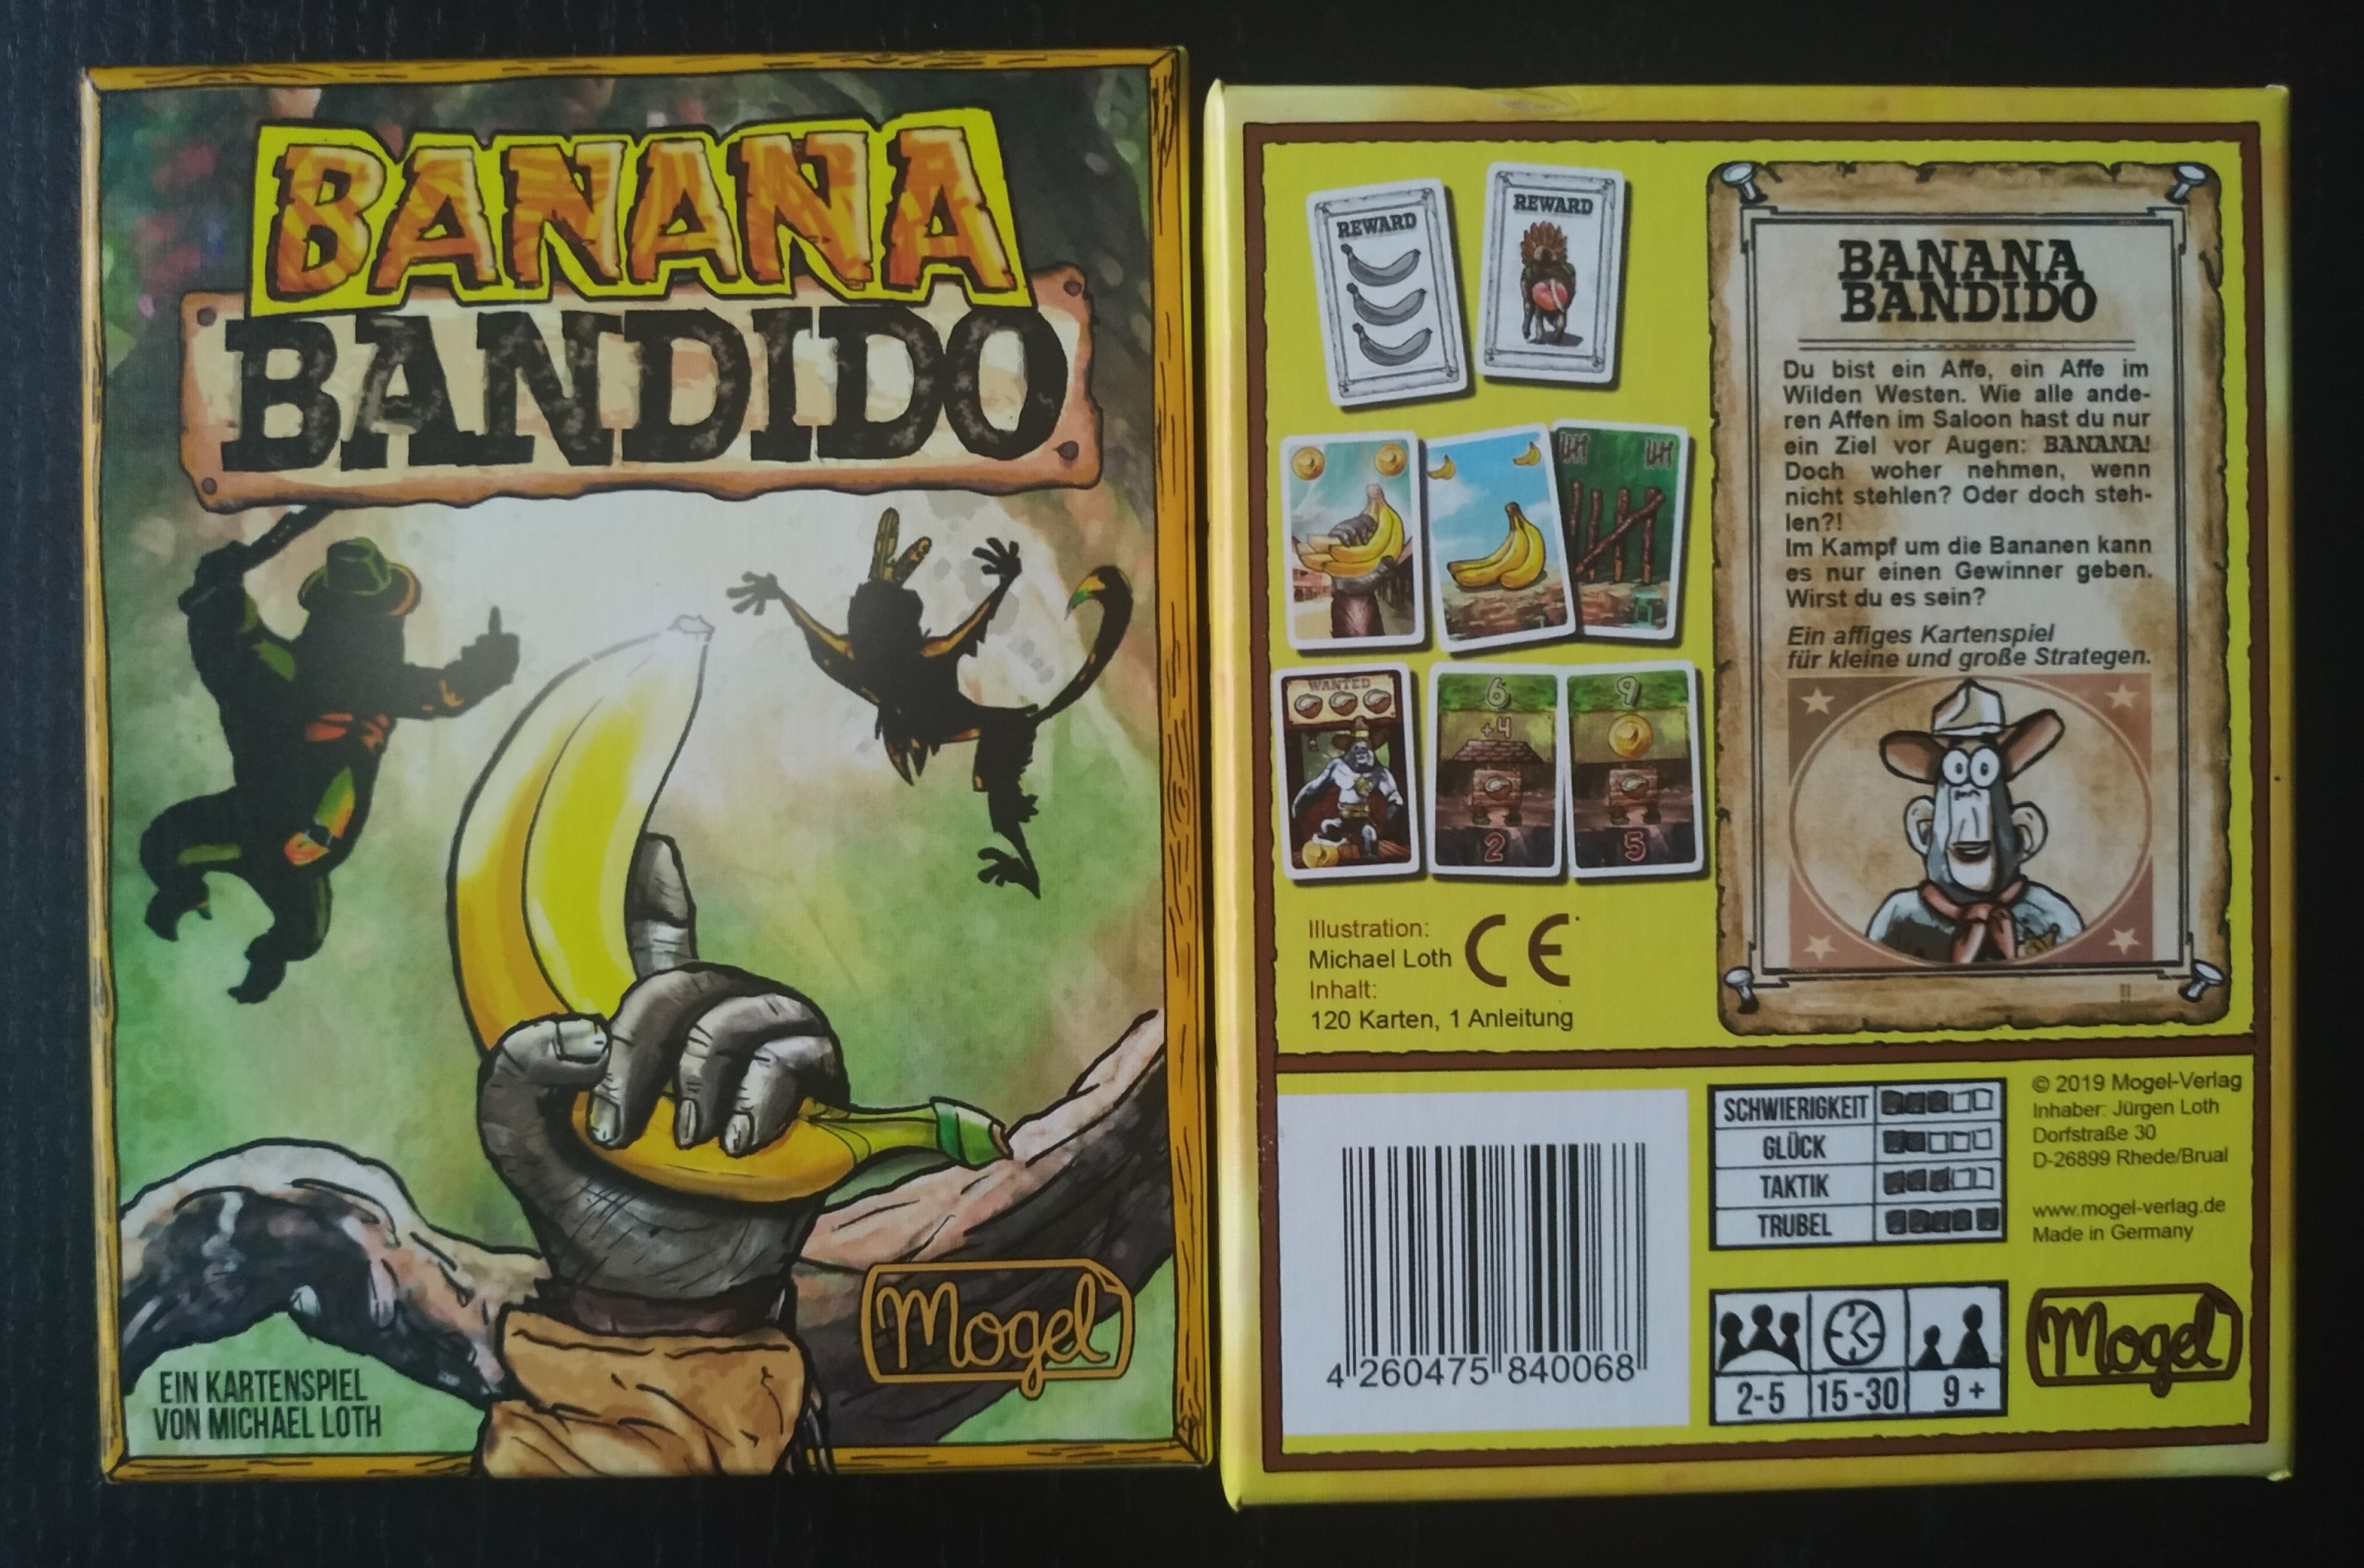 BANANA
BANDIDO
EIN KARTENSPIEL
VON MICHAEL LOTH
Mogel
REWARD
REWARD
WANTED
6
+4
2
9
5
Illustration:
Michael Loth
CE
Inhalt:
120 Karten, 1 Anleitung
BANANA
BANDIDO
Du bist ein Affe, ein Affe im
Wilden Westen. Wie alle ande-
ren Affen im Saloon hast du nur
ein Ziel vor Augen: BANANA!
Doch woher nehmen, wenn
nicht stehlen? Oder doch steh-
len?!
Im Kampf um die Bananen kann
es nur einen Gewinner geben.
Wirst du es sein?
Ein affiges Kartenspiel
für kleine und große Strategen.
4 260475 840068
SCHWIERIGKEIT
GLÜCK
TAKTIK
TRUBEL
2-5
15-30
9 +
© 2019 Mogel-Verlag
Inhaber: Jürgen Loth
Dorfstraße 30
D-26899 Rhede/Brual
www.mogel-verlag.de
Made in Germany
Mogel